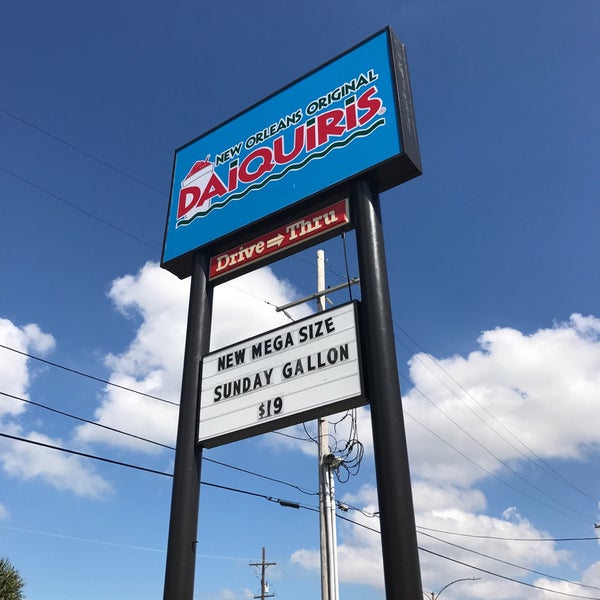 NEW ORLEANS ORIGINAL
DAiQUiRiS
Drive⇒Thru
NEW MEGA SIZE
SUNDAY GALLON
$19